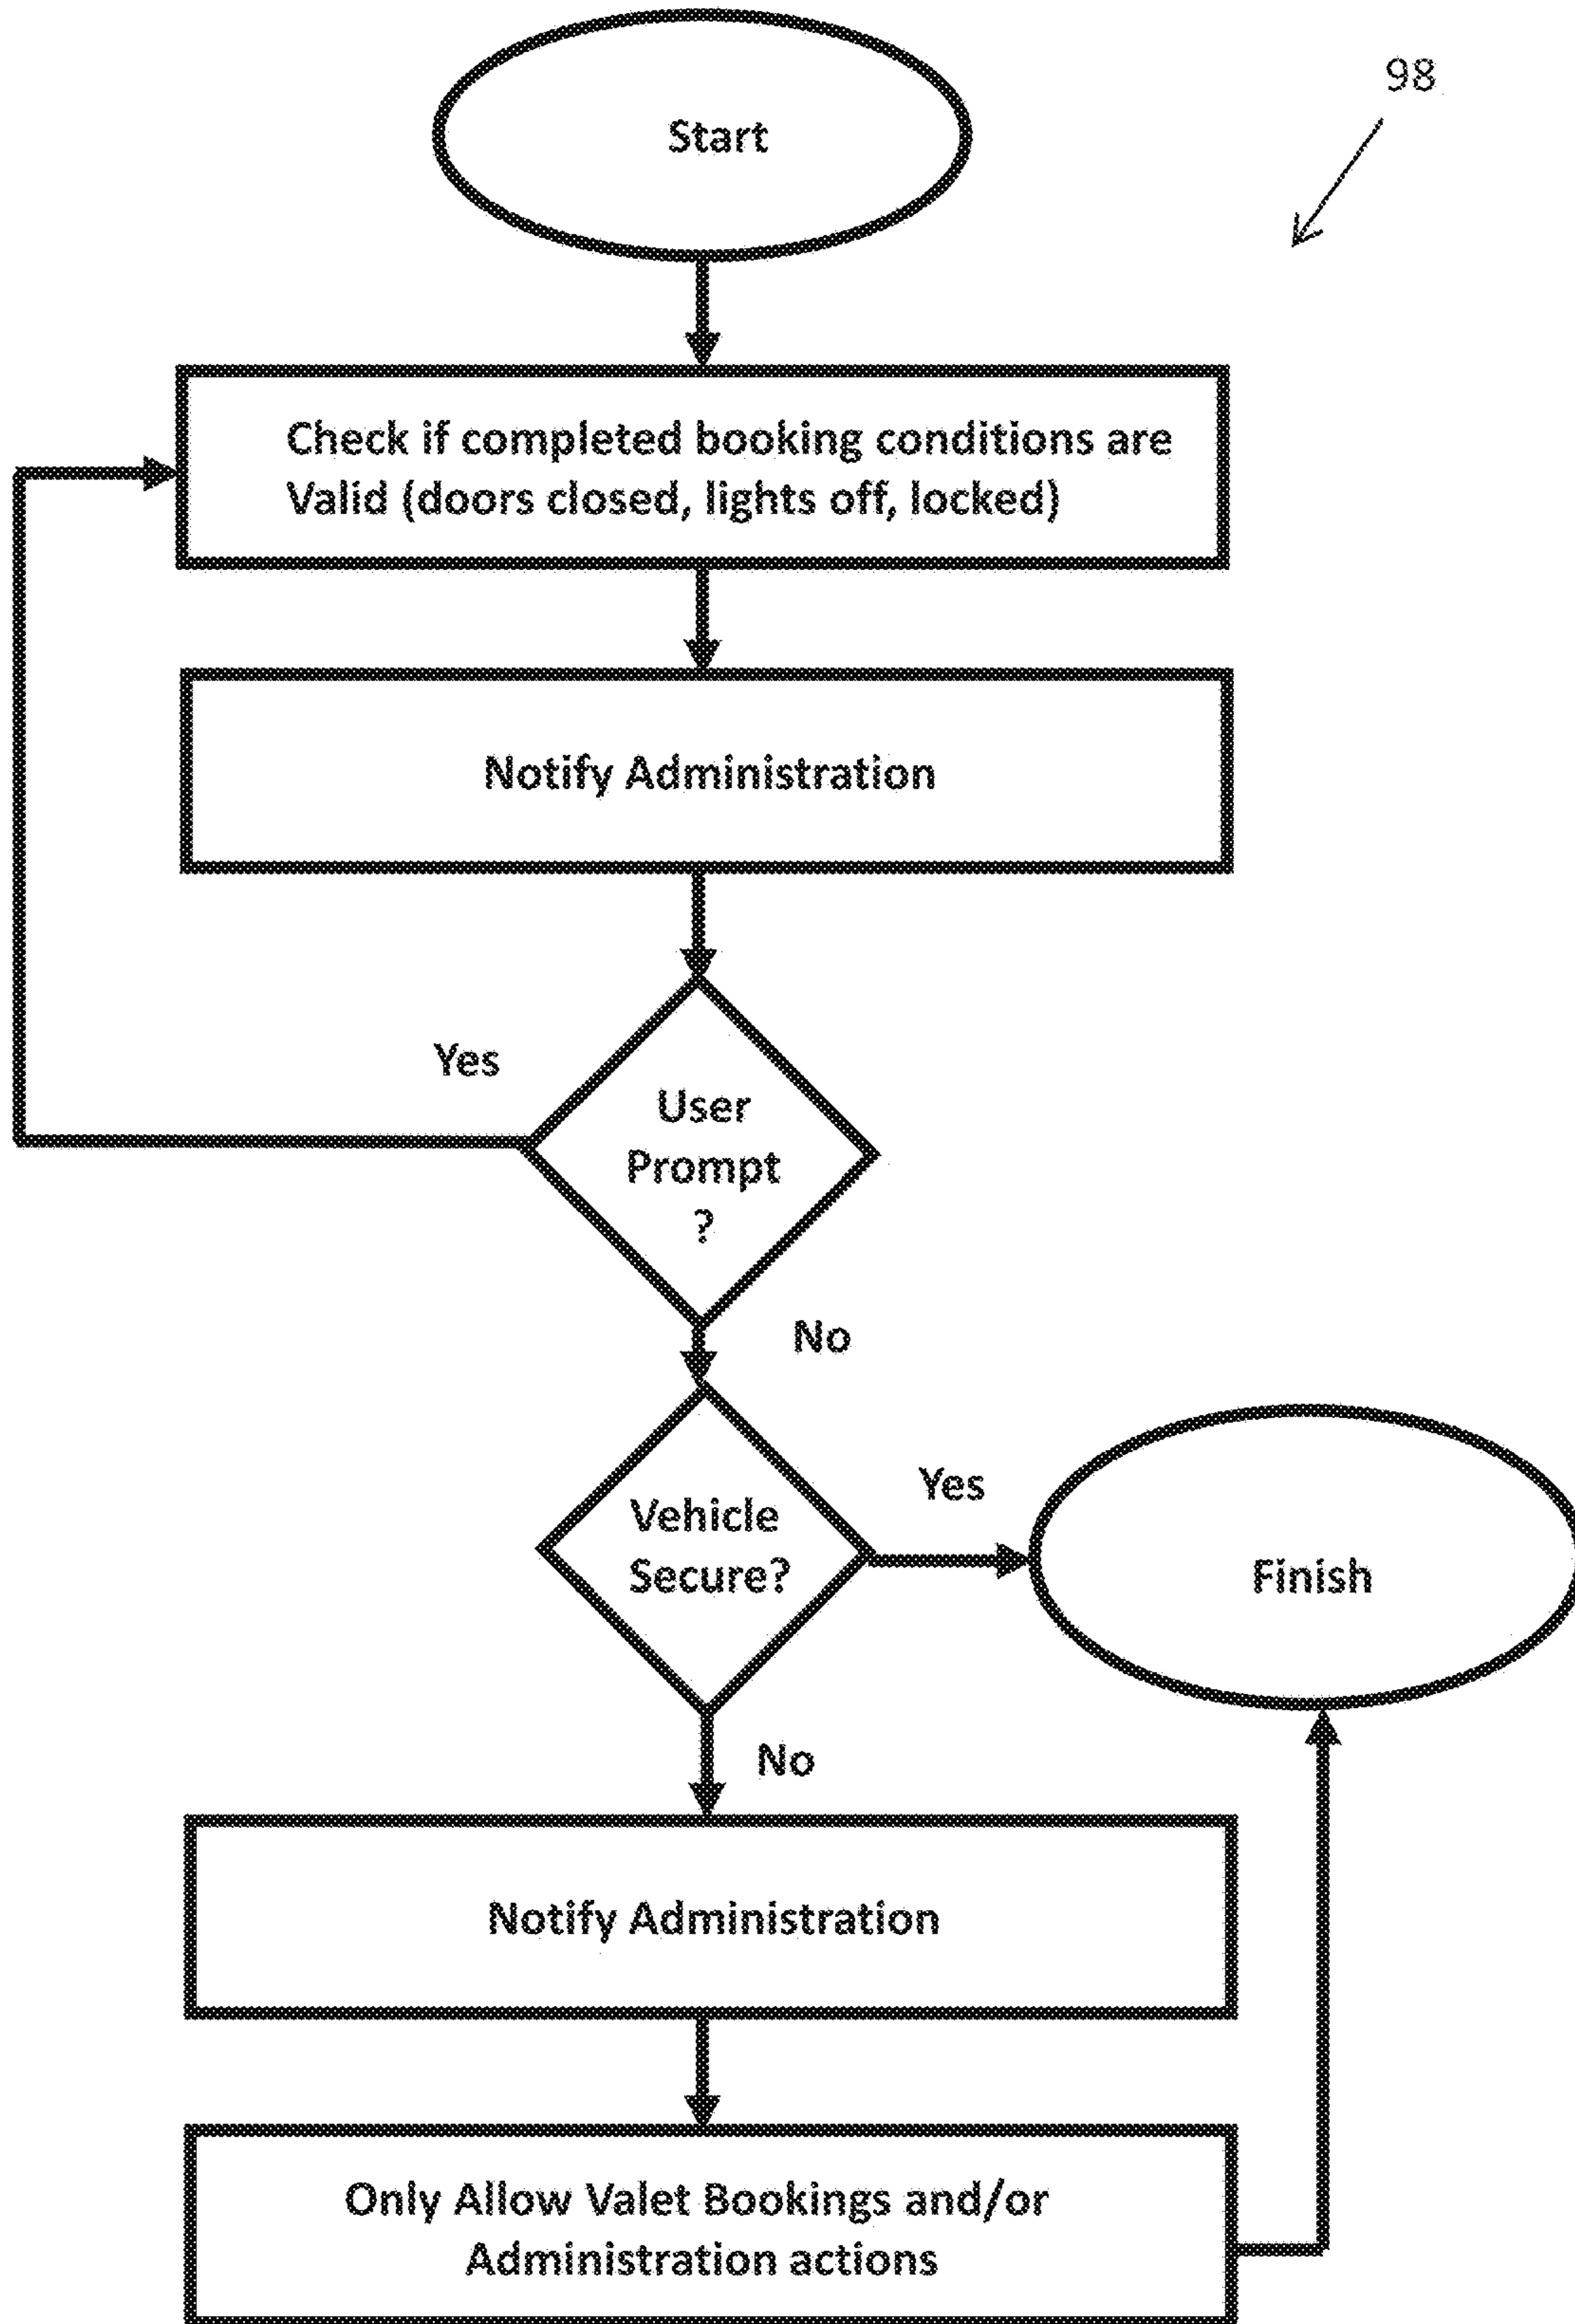 Start
98
Check if completed booking conditions are
Valid (doors closed, lights off, locked)
Notify Administration
Yes
User
Prompt
?
No
Vehicle
Secure?
Yes
Finish
No
Notify Administration
Only Allow Valet Bookings and/or
Administration actions